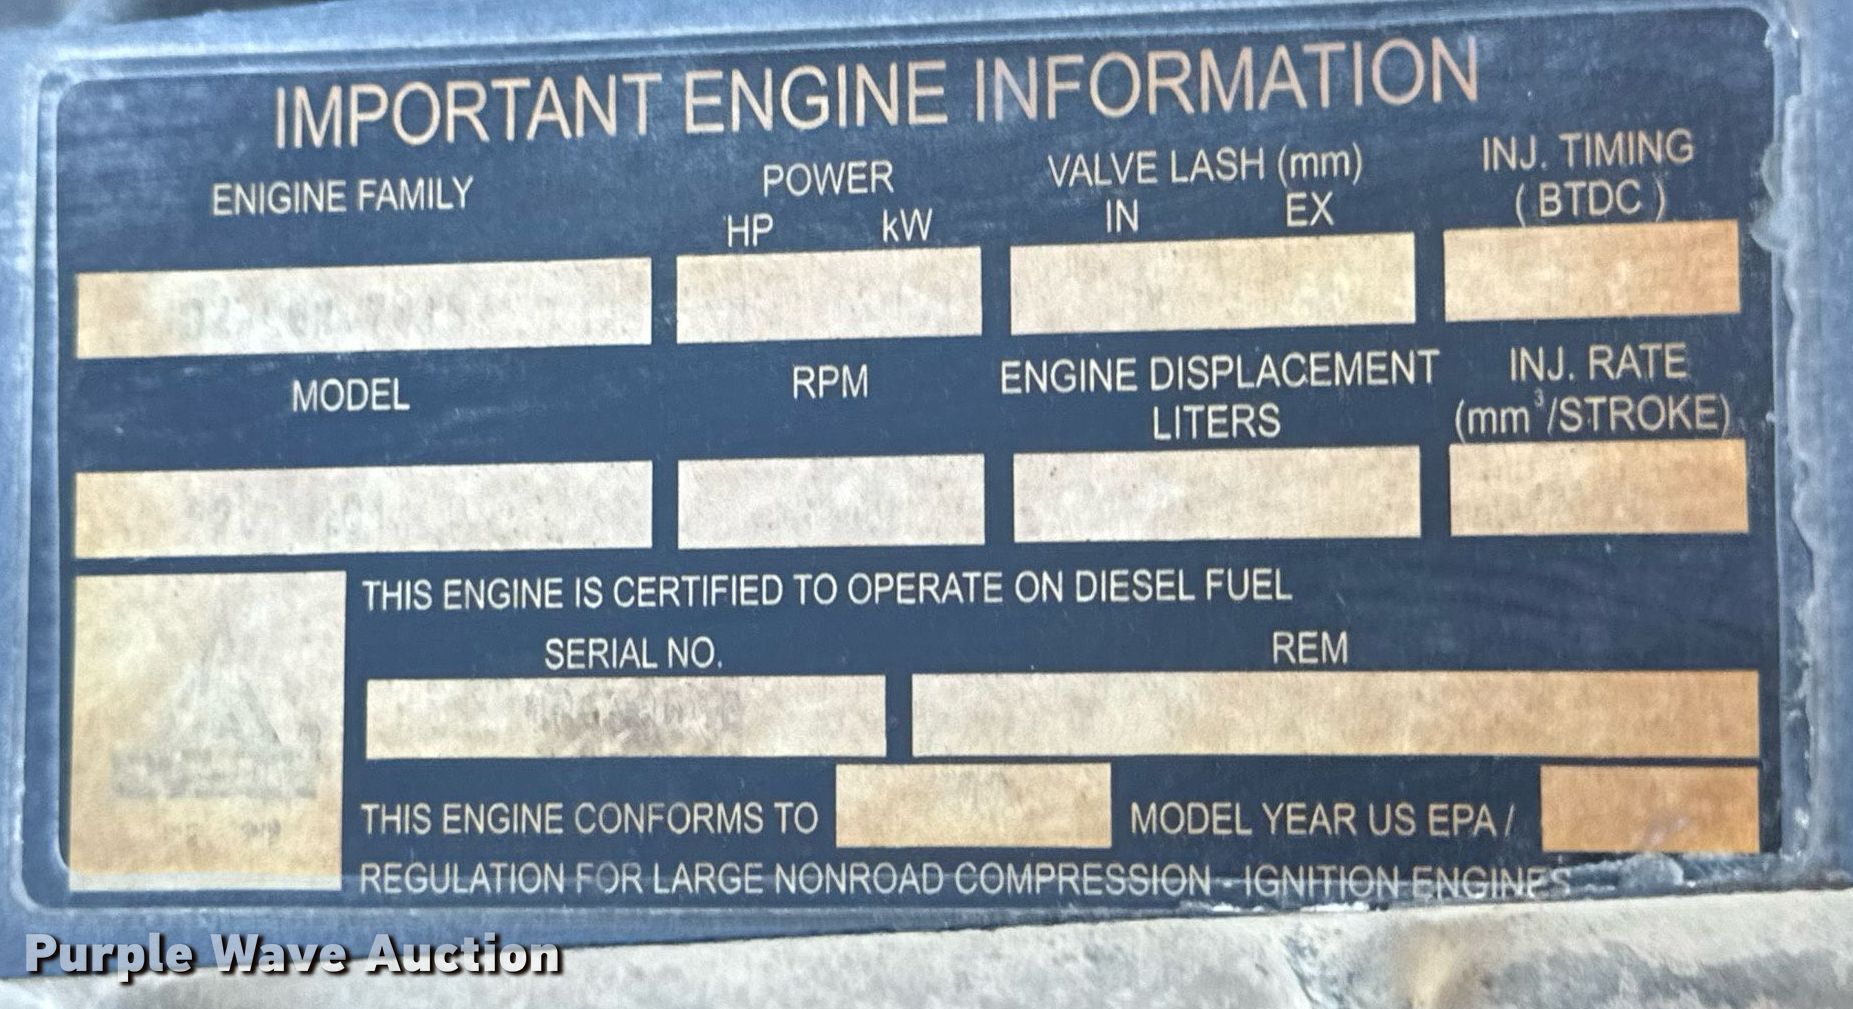 IMPORTANT ENGINE INFORMATION
ENIGINE FAMILY
POWER
HP kW
VALVE LASH (mm)
IN EX
INJ. TIMING
( BTDC )
MODEL
RPM
ENGINE DISPLACEMENT
LITERS
INJ. RATE
(mm³/STROKE)
THIS ENGINE IS CERTIFIED TO OPERATE ON DIESEL FUEL
SERIAL NO.
REM
THIS ENGINE CONFORMS TO MODEL YEAR US EPA /
REGULATION FOR LARGE NONROAD COMPRESSION - IGNITION ENGINES
Purple Wave Auction